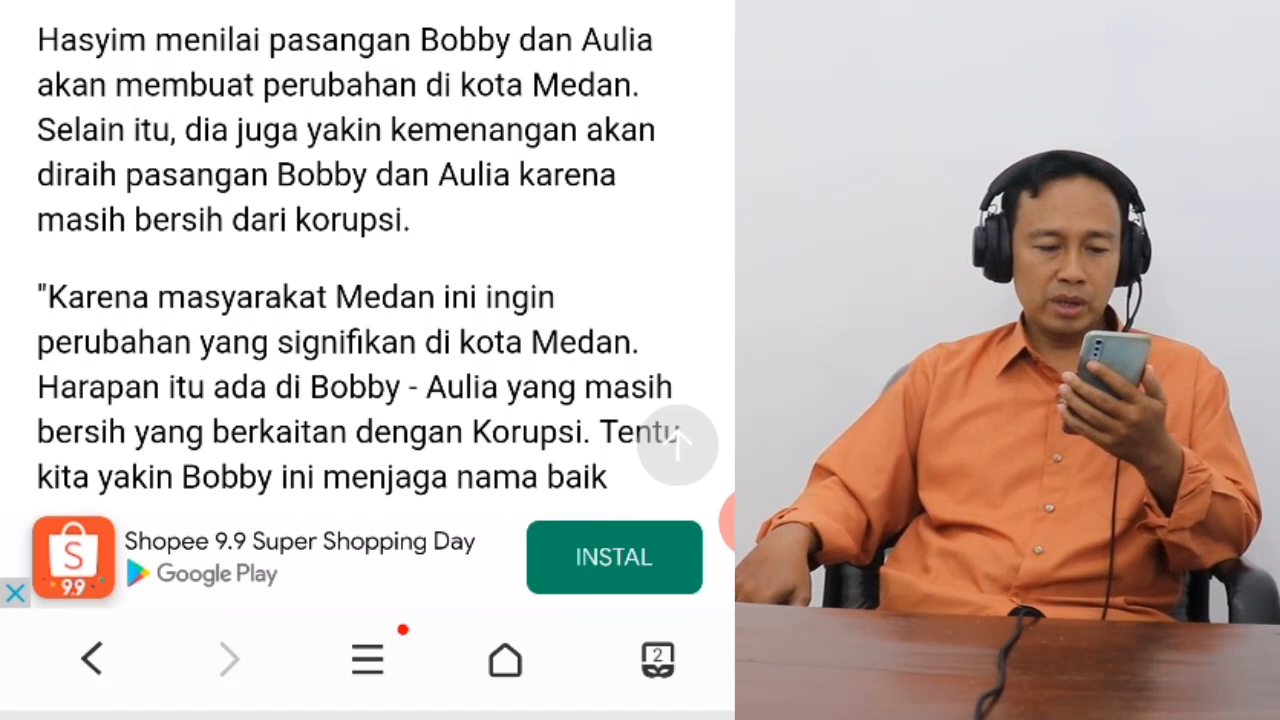 Hasyim menilai pasangan Bobby dan Aulia
akan membuat perubahan di kota Medan.
Selain itu, dia juga yakin kemenangan akan
diraih pasangan Bobby dan Aulia karena
masih bersih dari korupsi.
"Karena masyarakat Medan ini ingin
perubahan yang signifikan di kota Medan.
Harapan itu ada di Bobby - Aulia yang masih
bersih yang berkaitan dengan Korupsi. Tentu
kita yakin Bobby ini menjaga nama baik
S
9.9
Shopee 9.9 Super Shopping Day
Google Play
INSTAL
2